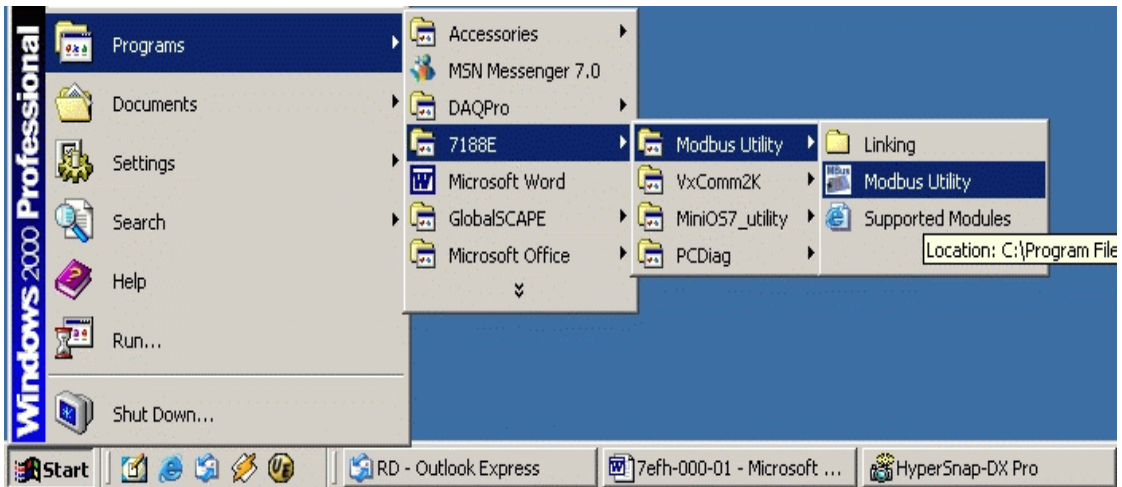 Windows 2000 Professional
Programs
Documents
Settings
Search
Help
Run...
Shut Down...
Accessories
MSN Messenger 7.0
DAQPro
7188E
Microsoft Word
GlobalSCAPE
Microsoft Office
Modbus Utility
VxComm2K
MiniOS7_utility
PCDiag
Linking
Modbus Utility
Supported Modules
Location: C:\Program File
Start
RD - Outlook Express
7efh-000-01 - Microsoft ...
HyperSnap-DX Pro